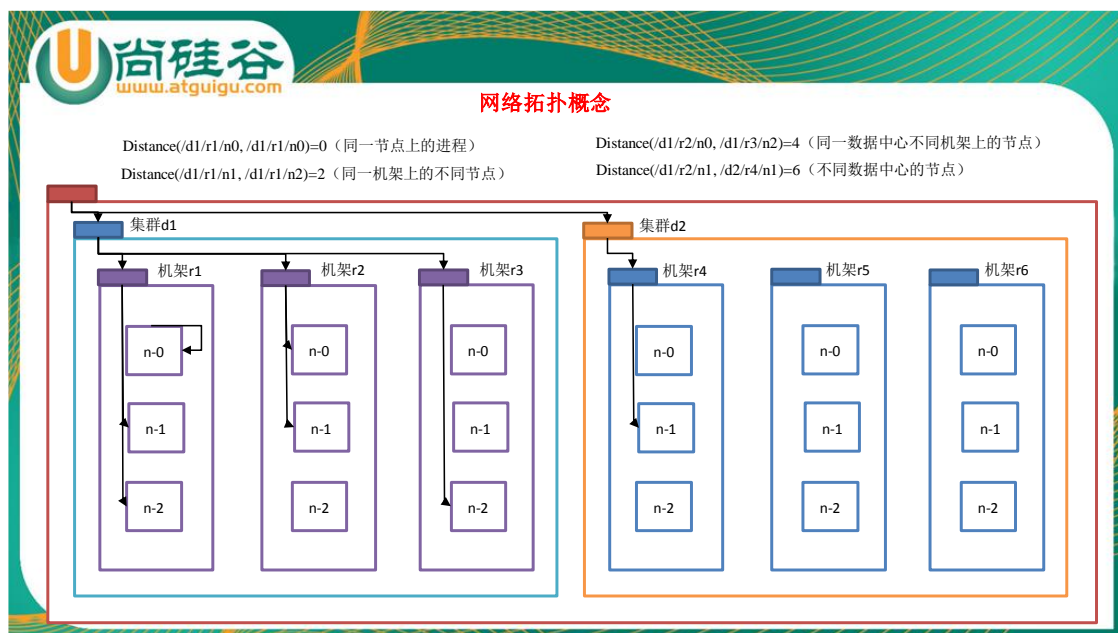 尚硅谷
www.atguigu.com
网络拓扑概念
Distance(/d1/r1/n0, /d1/r1/n0)=0（同一节点上的进程）
Distance(/d1/r1/n1, /d1/r1/n2)=2（同一机架上的不同节点）
Distance(/d1/r2/n0, /d1/r3/n2)=4（同一数据中心不同机架上的节点）
Distance(/d1/r2/n1, /d2/r4/n1)=6（不同数据中心的节点）
集群d1
机架r1
n-0
n-1
n-2
机架r2
n-0
n-1
n-2
机架r3
n-0
n-1
n-2
集群d2
机架r4
n-0
n-1
n-2
机架r5
n-0
n-1
n-2
机架r6
n-0
n-1
n-2